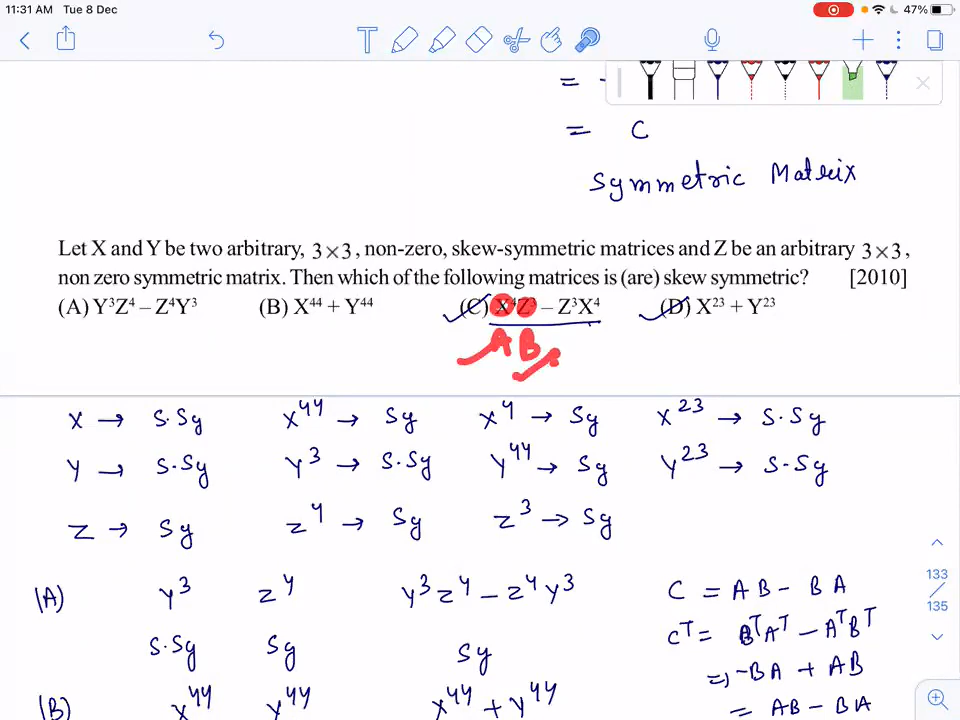 11:31 AM Tue 8 Dec 47%
T
=
= C
Symmetric Matrix
Let X and Y be two arbitrary, 3×3, non-zero, skew-symmetric matrices and Z be an arbitrary 3×3,
non zero symmetric matrix. Then which of the following matrices is (are) skew symmetric? [2010]
(A) Y³Z⁴ – Z⁴Y³ (B) X⁴⁴ + Y⁴⁴ (C) X⁴Z³ – Z³X⁴ (D) X²³ + Y²³
A B
X → S.Sy X⁴⁴ → Sy X⁴ → Sy X²³ → S.Sy
Y → S.Sy Y³ → S.Sy Y⁴⁴ → Sy Y²³ → S.Sy
Z → Sy Z⁴ → Sy Z³ → Sy
(A) Y³ Z⁴ Y³Z⁴ – Z⁴Y³ C = AB – BA
S.Sy Sy Sy Cᵀ = BᵀAᵀ – AᵀBᵀ
=) -BA + AB
(B) X⁴⁴ Y⁴⁴ X⁴⁴ + Y⁴⁴ = AB – BA
133
/
135